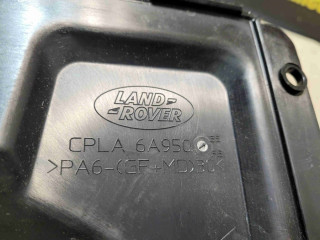 LAND
ROVER
CPLA 6A950
>PA6-(GF+MD)30<